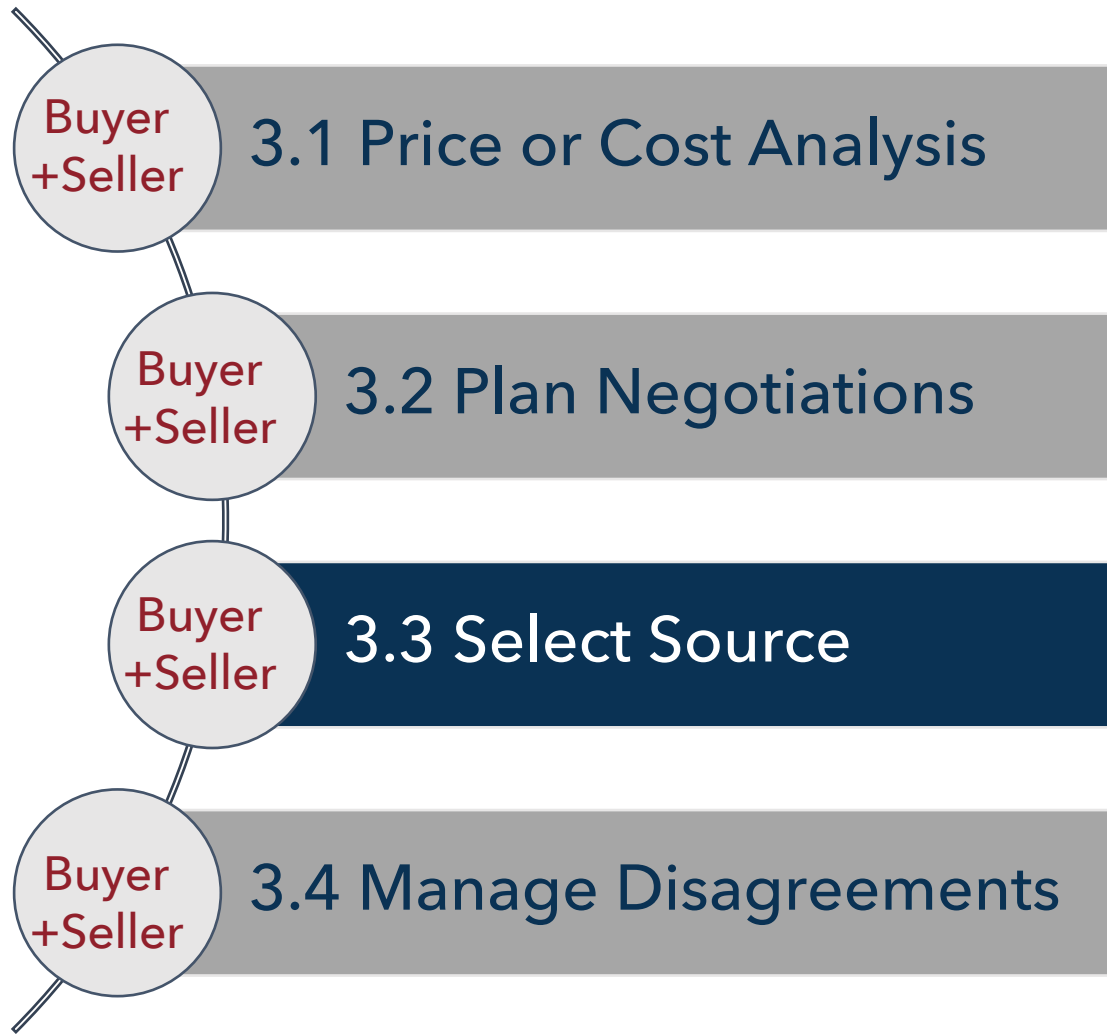 Buyer
+Seller
3.1 Price or Cost Analysis
Buyer
+Seller
3.2 Plan Negotiations
Buyer
+Seller
3.3 Select Source
Buyer
+Seller
3.4 Manage Disagreements